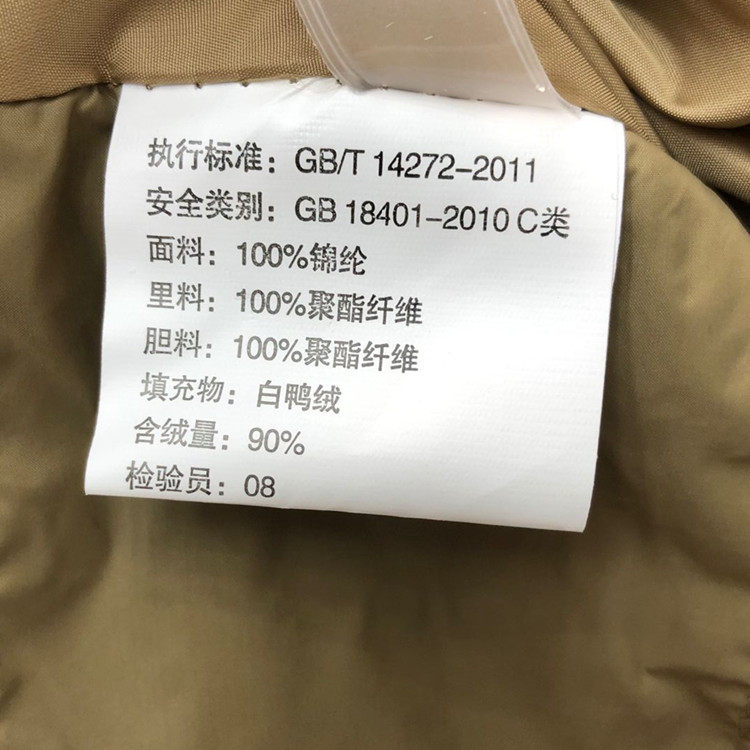 执行标准：GB/T 14272-2011
安全类别：GB 18401-2010 C类
面料：100%锦纶
里料：100%聚酯纤维
胆料：100%聚酯纤维
填充物：白鸭绒
含绒量：90%
检验员：08